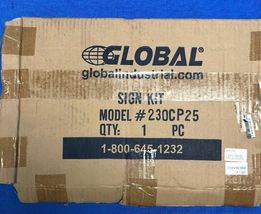 GLOBAL®
globalindustrial.com
SIGN KIT
MODEL # 230CP25
QTY: 1 PC
1-800-645-1232